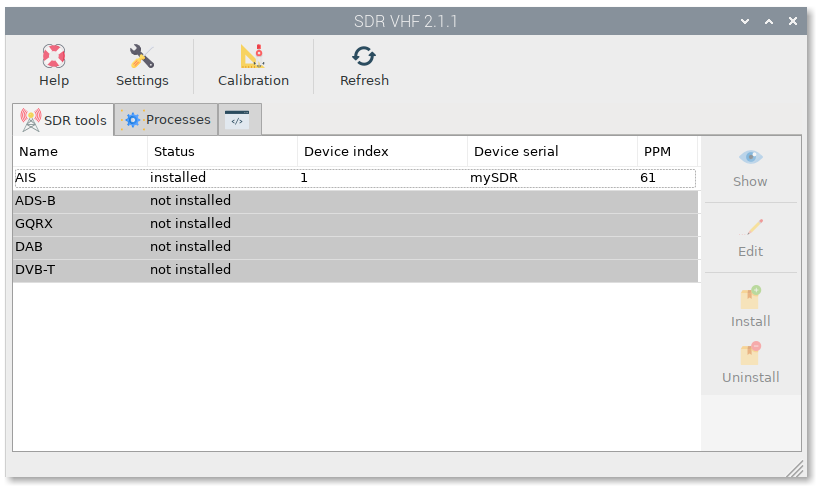 SDR VHF 2.1.1
Help Settings Calibration Refresh
SDR tools Processes </>
Name Status Device index Device serial PPM
AIS installed 1 mySDR 61
ADS-B not installed
GQRX not installed
DAB not installed
DVB-T not installed
Show
Edit
Install
Uninstall